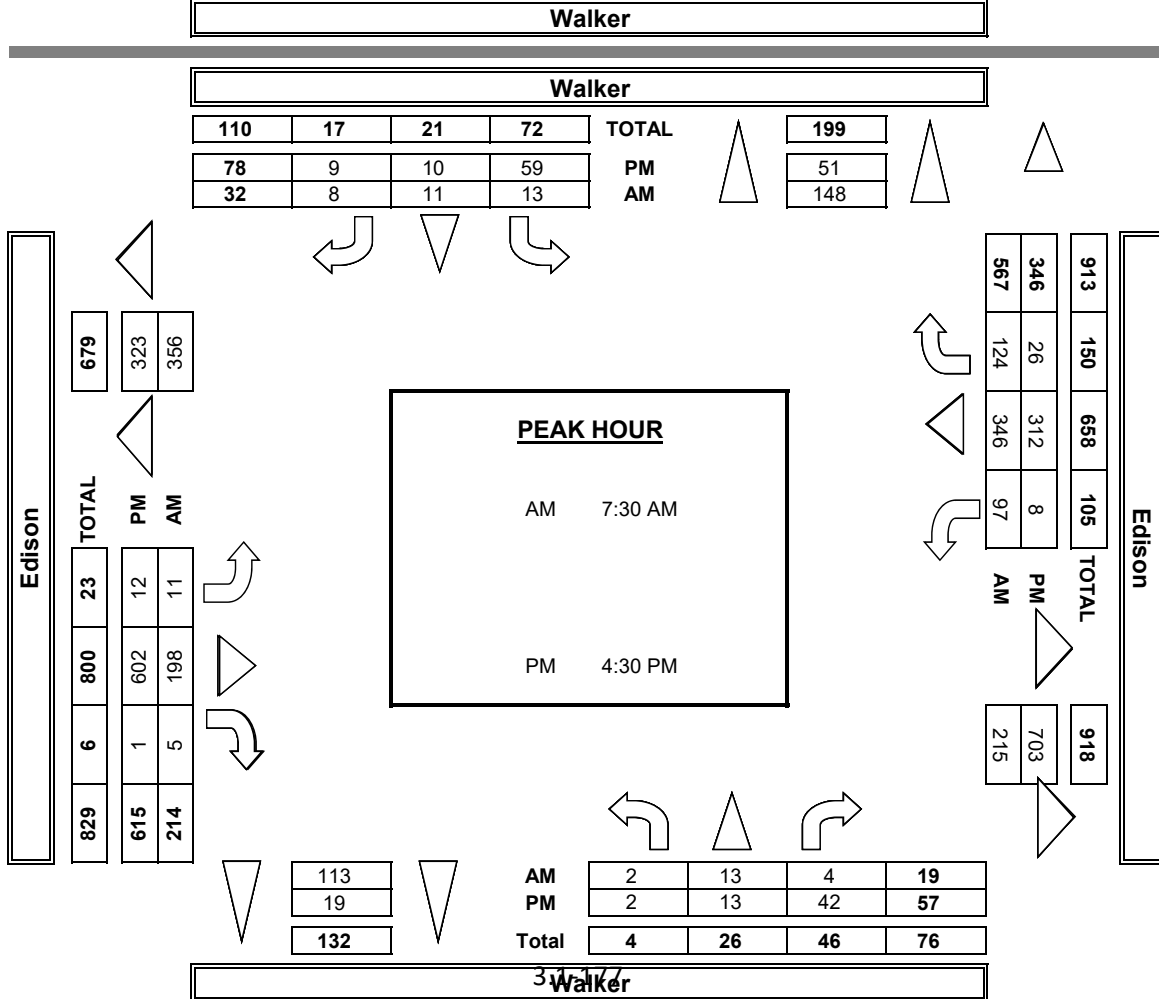 Walker
Walker
110 17 21 72 TOTAL 199
78 9 10 59 PM 51
32 8 11 13 AM 148
Edison
679
323
356
TOTAL
PM
AM
23 800 6 829
12 602 1 615
11 198 5 214
PEAK HOUR
AM 7:30 AM
PM 4:30 PM
913 150 658 105 TOTAL
346 26 312 8 PM
567 124 346 97 AM
918
703
215
Edison
113 AM 2 13 4 19
19 PM 2 13 42 57
132 Total 4 26 46 76
3.1-177
Walker